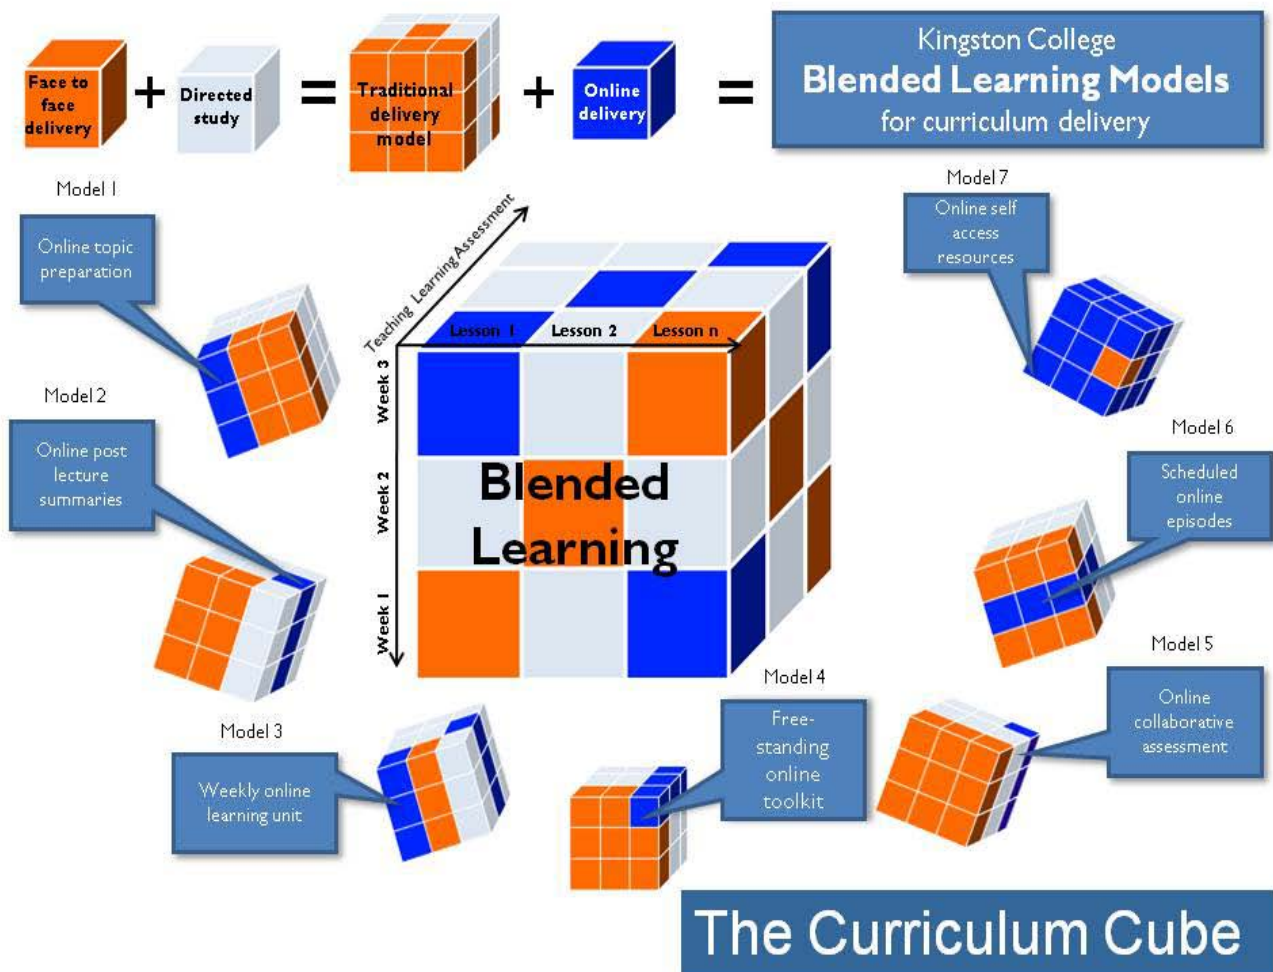 Face to
face
delivery
+
Directed
study
=
Traditional
delivery
model
+
Online
delivery
=
Kingston College
Blended Learning Models
for curriculum delivery
Model 1
Online topic
preparation
Model 2
Online post
lecture
summaries
Model 3
Weekly online
learning unit
Teaching Learning Assessment
Lesson 1
Lesson 2
Lesson n
Week 3
Week 2
Week 1
Blended
Learning
Model 4
Free-
standing
online
toolkit
Model 7
Online self
access
resources
Model 6
Scheduled
online
episodes
Model 5
Online
collaborative
assessment
The Curriculum Cube